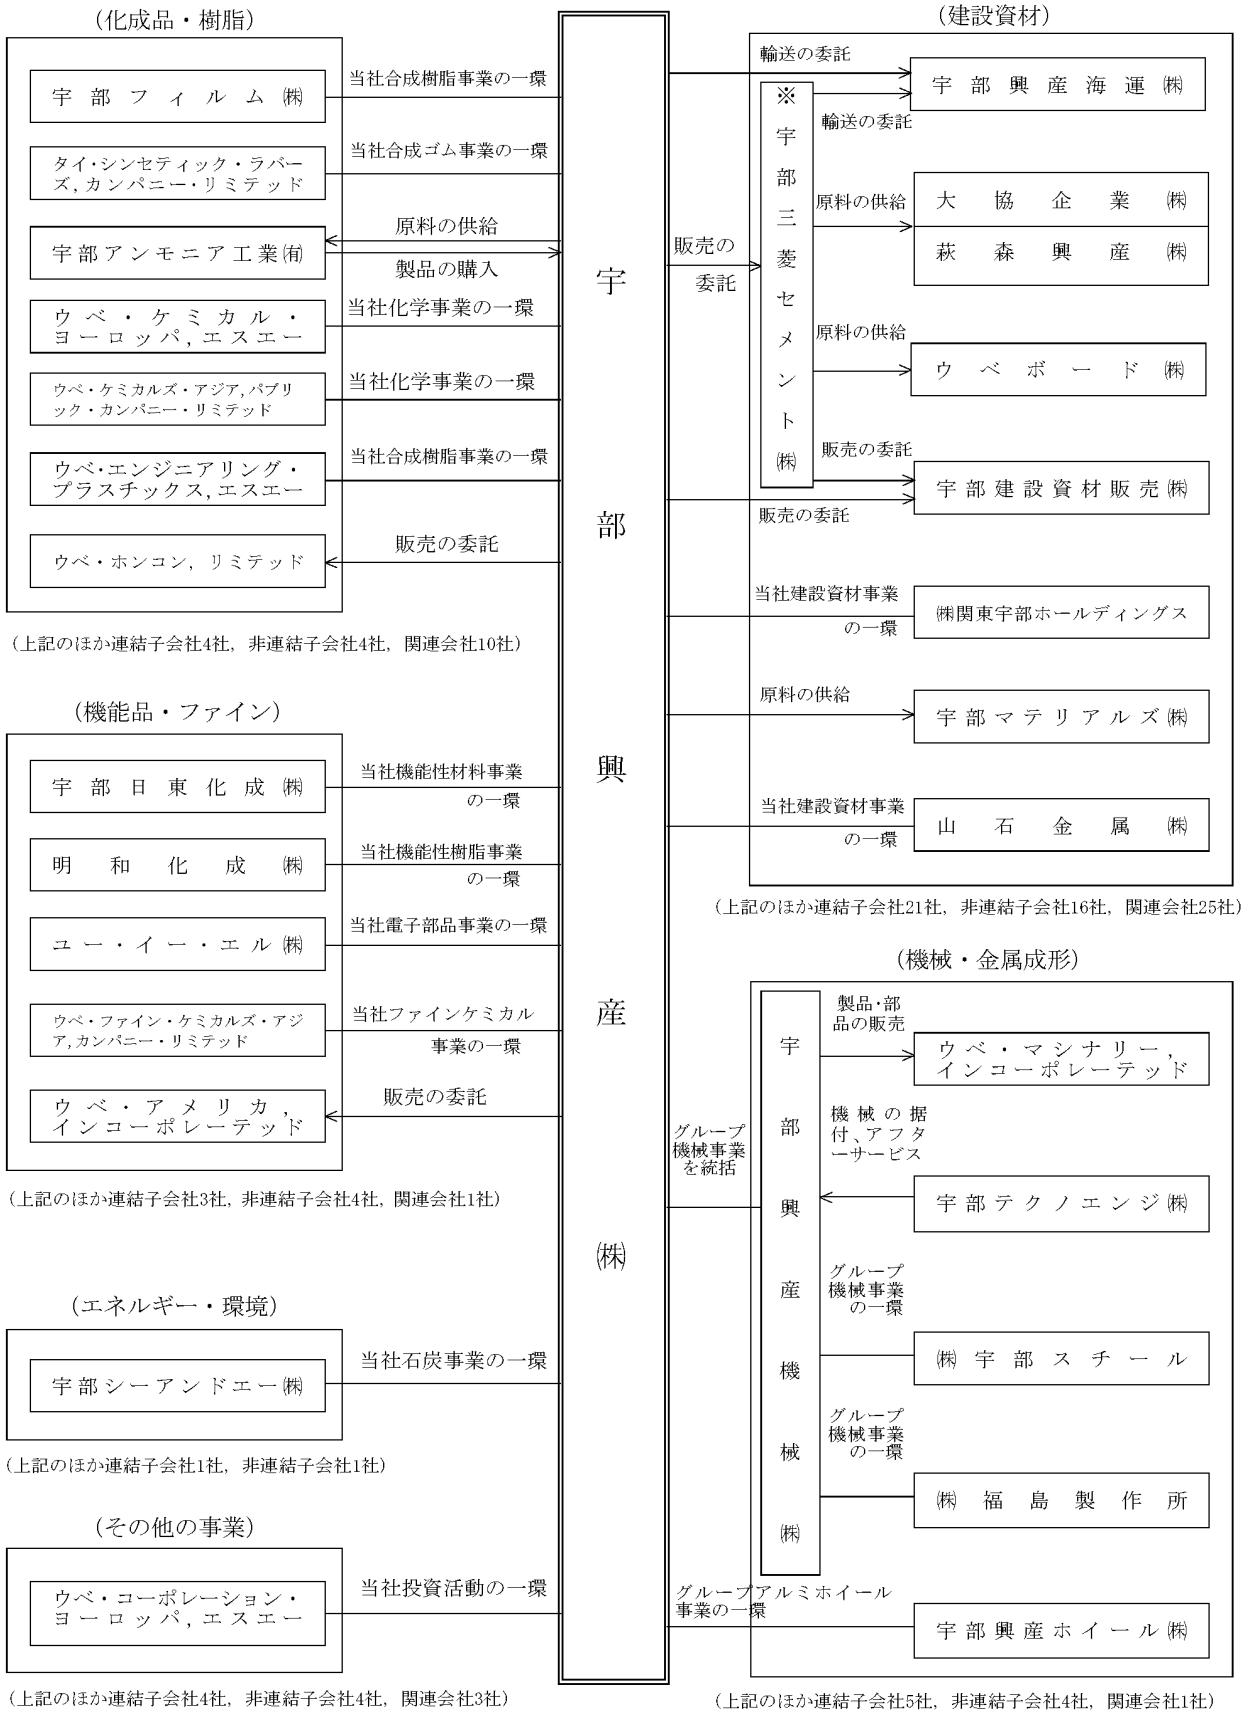 (化成品・樹脂)
宇部フィルム㈱
当社合成樹脂事業の一環
タイ・シンセティック・ラバー
ズ,カンパニー・リミテッド
当社合成ゴム事業の一環
宇部アンモニア工業㈲
原料の供給
製品の購入
ウベ・ケミカル・
ヨーロッパ,エスエー
当社化学事業の一環
ウベ・ケミカルズ・アジア,パブリ
ック・カンパニー・リミテッド
当社化学事業の一環
ウベ・エンジニアリング・
プラスチックス,エスエー
当社合成樹脂事業の一環
ウベ・ホンコン,リミテッド
販売の委託
(上記のほか連結子会社4社,非連結子会社4社,関連会社10社)
(機能品・ファイン)
宇部日東化成㈱
当社機能性材料事業
の一環
明和化成㈱
当社機能性樹脂事業
の一環
ユー・イー・エル㈱
当社電子部品事業の一環
ウベ・ファイン・ケミカルズ・アジ
ア,カンパニー・リミテッド
当社ファインケミカル
事業の一環
ウベ・アメリカ,
インコーポレーテッド
販売の委託
(上記のほか連結子会社3社,非連結子会社4社,関連会社1社)
(エネルギー・環境)
宇部シーアンドエー㈱
当社石炭事業の一環
(上記のほか連結子会社1社,非連結子会社1社)
(その他の事業)
ウベ・コーポレーション・
ヨーロッパ,エスエー
当社投資活動の一環
(上記のほか連結子会社4社,非連結子会社4社,関連会社3社)
宇部興産㈱
(建設資材)
輸送の委託
宇部興産海運㈱
輸送の委託
※宇部三菱セメント㈱
販売の
委託
原料の供給
大協企業㈱
萩森興産㈱
原料の供給
ウベボード㈱
販売の委託
宇部建設資材販売㈱
販売の委託
当社建設資材事業
の一環
㈱関東宇部ホールディングス
原料の供給
宇部マテリアルズ㈱
当社建設資材事業
の一環
山石金属㈱
(上記のほか連結子会社21社,非連結子会社16社,関連会社25社)
(機械・金属成形)
グループ
機械事業
を統括
宇部興産機械㈱
製品・部
品の販売
ウベ・マシナリー,
インコーポレーテッド
機械の据
付、アフタ
ーサービス
宇部テクノエンジ㈱
グループ
機械事業
の一環
㈱宇部スチール
グループ
機械事業
の一環
㈱福島製作所
グループアルミホイール
事業の一環
宇部興産ホイール㈱
(上記のほか連結子会社5社,非連結子会社4社,関連会社1社)